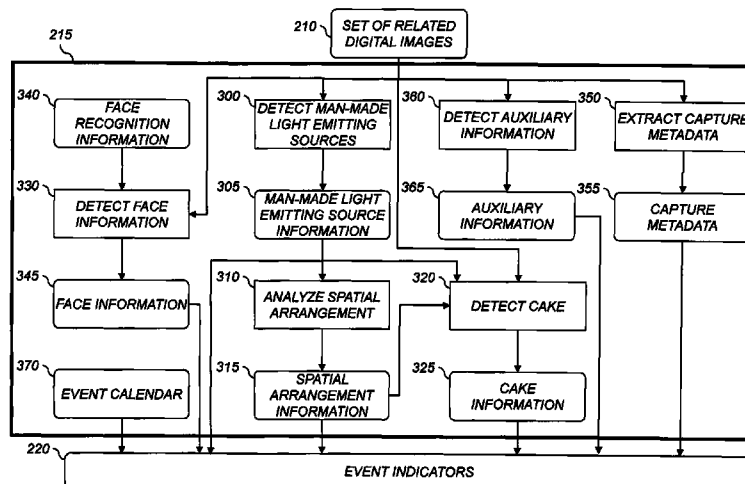 210
SET OF RELATED
DIGITAL IMAGES
215
340
FACE
RECOGNITION
INFORMATION
300
DETECT MAN-MADE
LIGHT EMITTING
SOURCES
360
DETECT AUXILIARY
INFORMATION
350
EXTRACT CAPTURE
METADATA
330
DETECT FACE
INFORMATION
305
MAN-MADE LIGHT
EMITTING SOURCE
INFORMATION
365
AUXILIARY
INFORMATION
355
CAPTURE
METADATA
345
FACE INFORMATION
310
ANALYZE SPATIAL
ARRANGEMENT
320
DETECT CAKE
370
EVENT CALENDAR
315
SPATIAL
ARRANGEMENT
INFORMATION
325
CAKE
INFORMATION
220
EVENT INDICATORS